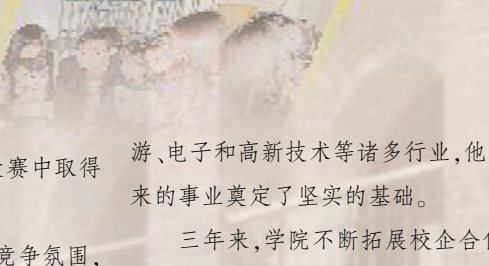 赛中取得
竞争氛围，
游、电子和高新技术等诸多行业，他
来的事业奠定了坚实的基础。
三年来，学院不断拓展校企合